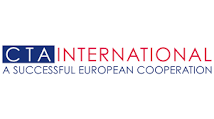 CTA INTERNATIONAL
A SUCCESSFUL EUROPEAN COOPERATION